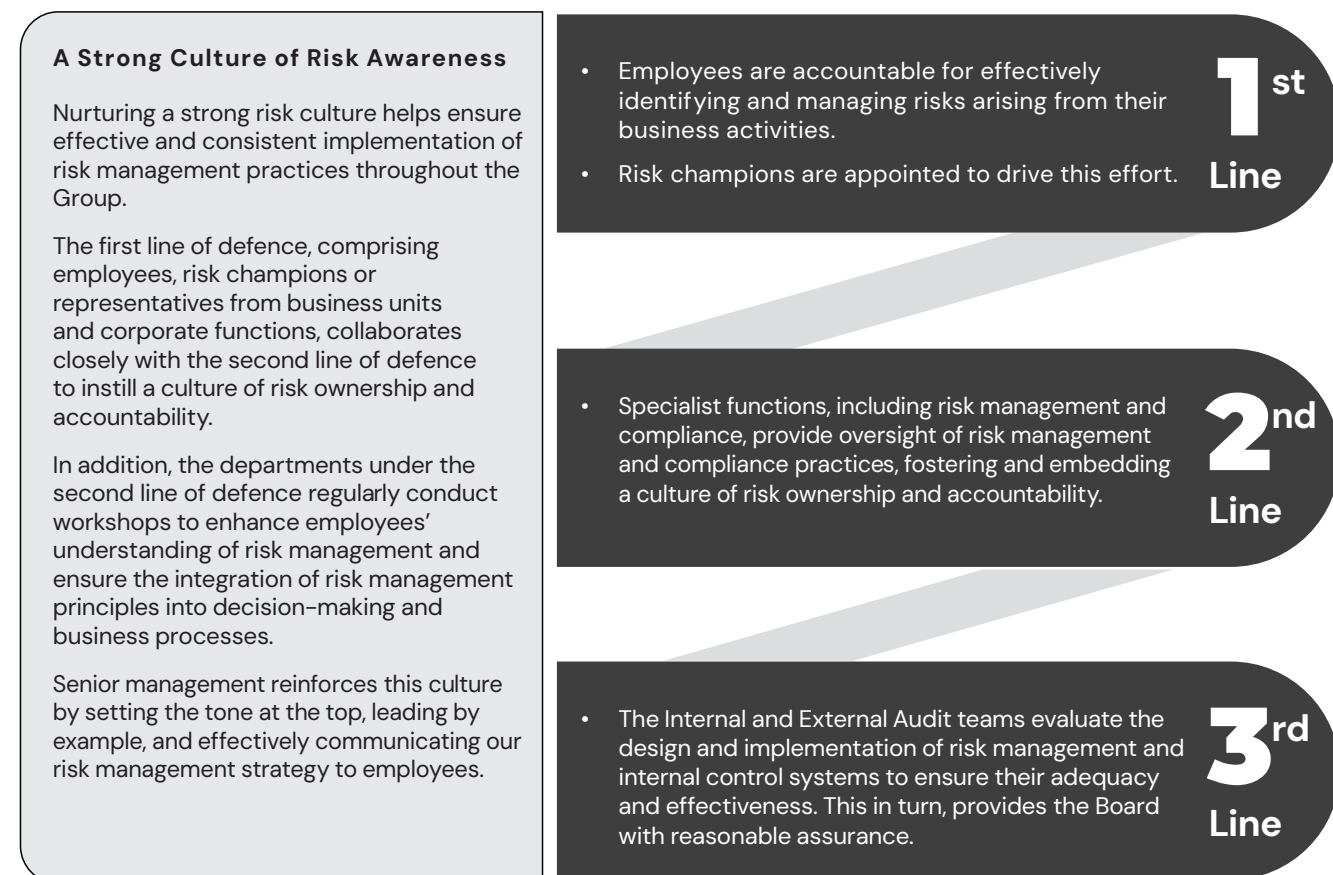 A Strong Culture of Risk Awareness
Nurturing a strong risk culture helps ensure
effective and consistent implementation of
risk management practices throughout the
Group.
The first line of defence, comprising
employees, risk champions or
representatives from business units
and corporate functions, collaborates
closely with the second line of defence
to instill a culture of risk ownership and
accountability.
In addition, the departments under the
second line of defence regularly conduct
workshops to enhance employees’
understanding of risk management and
ensure the integration of risk management
principles into decision-making and
business processes.
Senior management reinforces this culture
by setting the tone at the top, leading by
example, and effectively communicating our
risk management strategy to employees.
• Employees are accountable for effectively
identifying and managing risks arising from their
business activities.
• Risk champions are appointed to drive this effort.
1st
Line
• Specialist functions, including risk management and
compliance, provide oversight of risk management
and compliance practices, fostering and embedding
a culture of risk ownership and accountability.
2nd
Line
• The Internal and External Audit teams evaluate the
design and implementation of risk management and
internal control systems to ensure their adequacy
and effectiveness. This in turn, provides the Board
with reasonable assurance.
3rd
Line